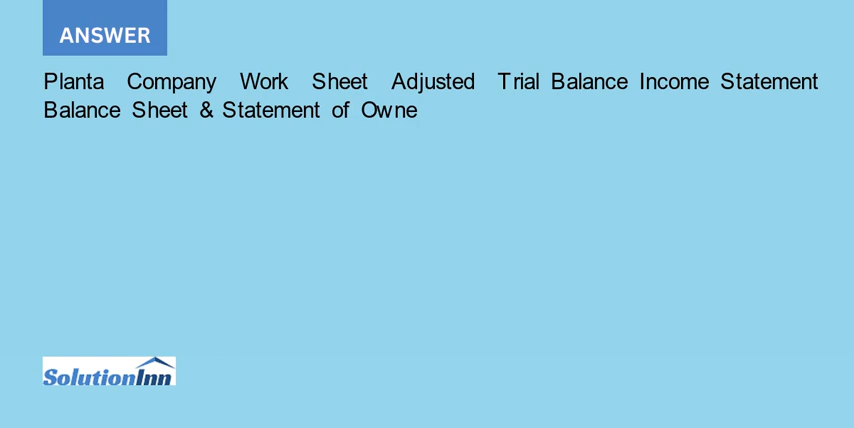 ANSWER
Planta Company Work Sheet Adjusted Trial Balance Income Statement
Balance Sheet & Statement of Owne
SolutionInn